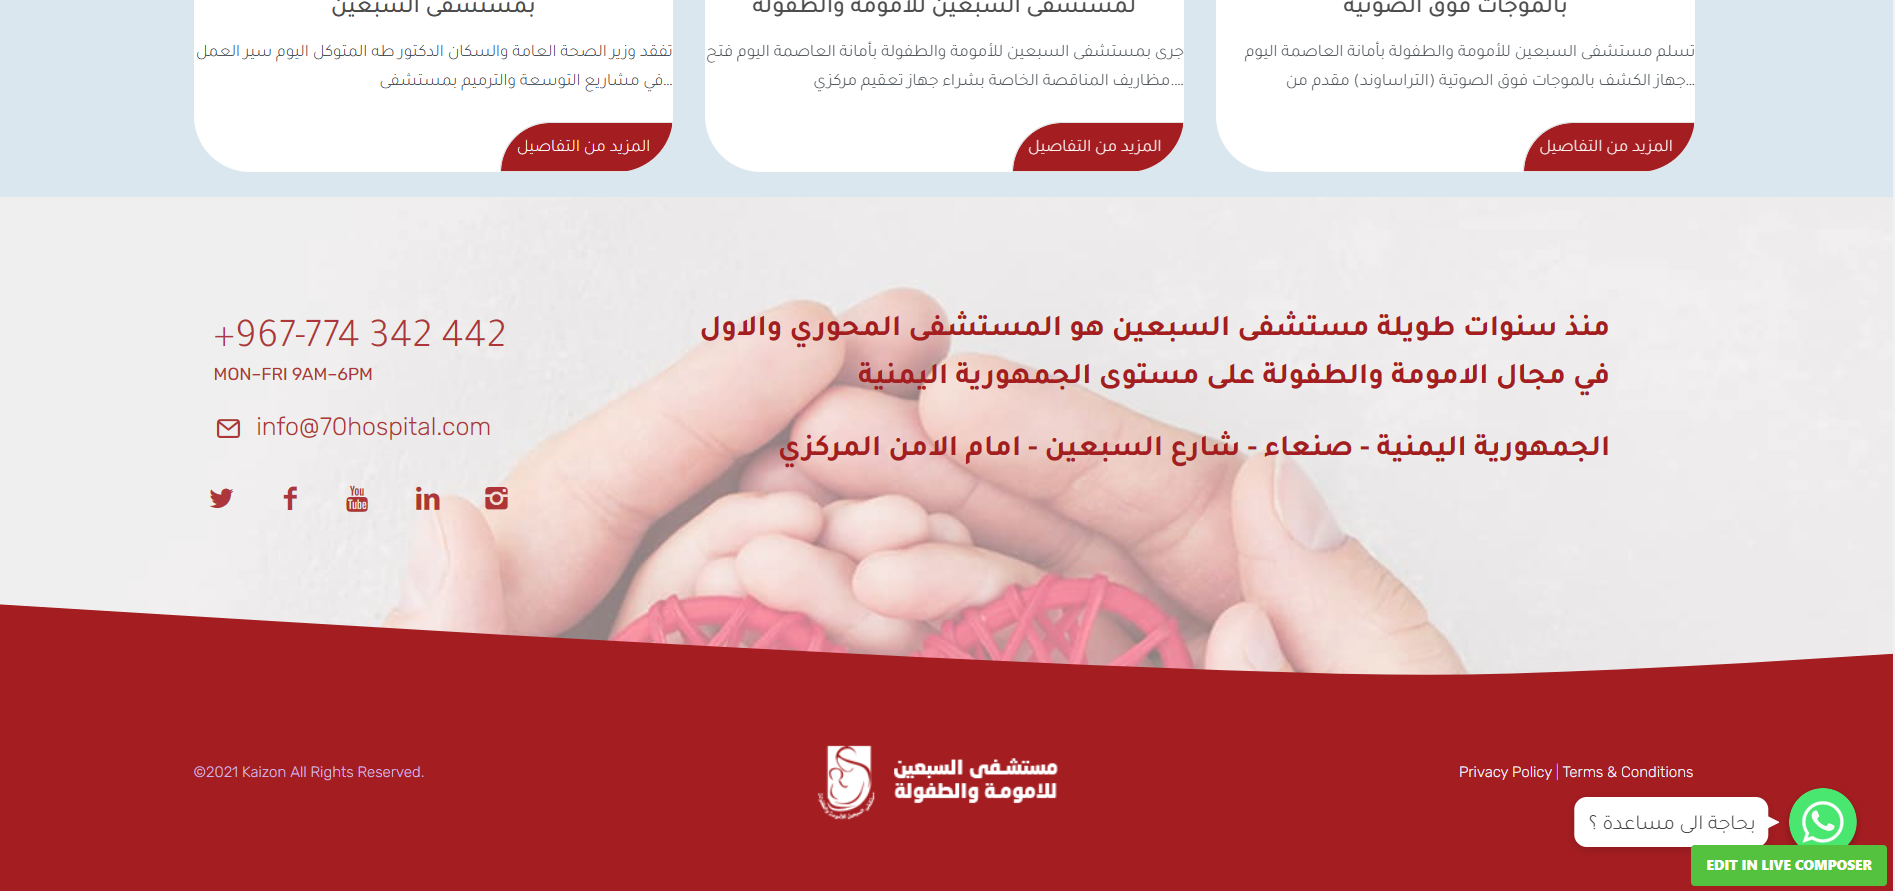 بالموجات فوق الصوتية
تسلم مستشفى السبعين للأمومة والطفولة بأمانة العاصمة اليوم
جهاز الكشف بالموجات فوق الصوتية (التراساوند) مقدم من...
المزيد من التفاصيل
لمستشفى السبعين للأمومة والطفولة
جرى بمستشفى السبعين للأمومة والطفولة بأمانة العاصمة اليوم فتح
مظاريف المناقصة الخاصة بشراء جهاز تعقيم مركزي....
المزيد من التفاصيل
بمستشفى السبعين
تفقد وزير الصحة العامة والسكان الدكتور طه المتوكل اليوم سير العمل
في مشاريع التوسعة والترميم بمستشفى...
المزيد من التفاصيل
منذ سنوات طويلة مستشفى السبعين هو المستشفى المحوري والاول
في مجال الامومة والطفولة على مستوى الجمهورية اليمنية
الجمهورية اليمنية - صنعاء - شارع السبعين - امام الامن المركزي
+967-774 342 442
MON-FRI 9AM-6PM
info@70hospital.com
You
Tube
©2021 Kaizon All Rights Reserved.
مستشفى السبعين
للامومة والطفولة
Privacy Policy | Terms & Conditions
بحاجة الى مساعدة ؟
EDIT IN LIVE COMPOSER